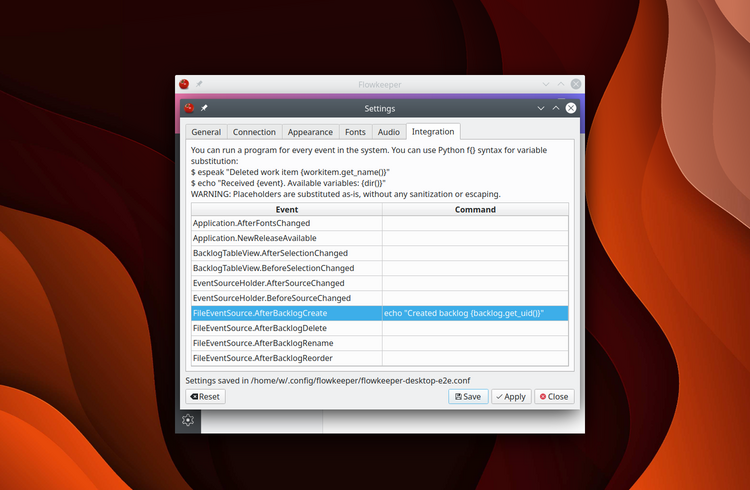 Flowkeeper
Settings
General Connection Appearance Fonts Audio Integration
You can run a program for every event in the system. You can use Python f{} syntax for variable
substitution:
$ espeak "Deleted work item {workitem.get_name()}"
$ echo "Received {event}. Available variables: {dir()}"
WARNING: Placeholders are substituted as-is, without any sanitization or escaping.
Event Command
Application.AfterFontsChanged
Application.NewReleaseAvailable
BacklogTableView.AfterSelectionChanged
BacklogTableView.BeforeSelectionChanged
EventSourceHolder.AfterSourceChanged
EventSourceHolder.BeforeSourceChanged
FileEventSource.AfterBacklogCreate echo "Created backlog {backlog.get_uid()}"
FileEventSource.AfterBacklogDelete
FileEventSource.AfterBacklogRename
FileEventSource.AfterBacklogReorder
Settings saved in /home/w/.config/flowkeeper/flowkeeper-desktop-e2e.conf
Reset Save Apply Close